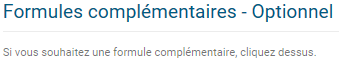 Formules complémentaires - Optionnel
Si vous souhaitez une formule complémentaire, cliquez dessus.